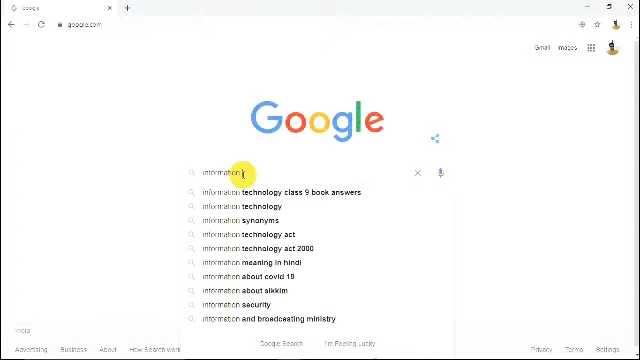 Google
google.com
Gmail Images
Google
information
information technology class 9 book answers
information technology
information synonyms
information technology act
information technology act 2000
information meaning in hindi
information about covid 19
information about sikkim
information security
information and broadcasting ministry
India
Google Search I'm Feeling Lucky
Advertising Business About How Search work Privacy Terms Settings